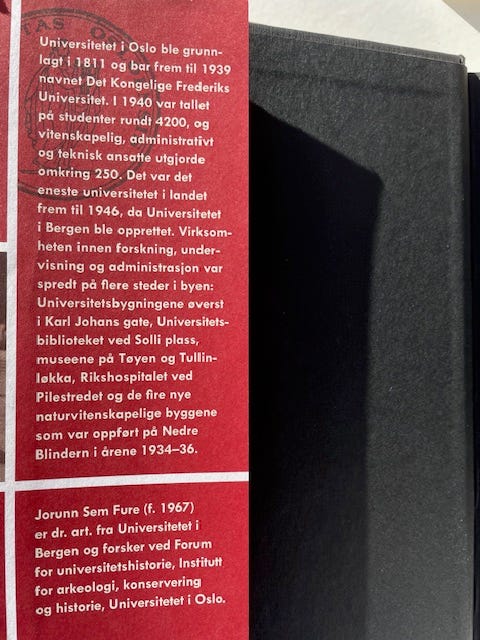 TAS O
Universitetet i Oslo ble grunn-
lagt i 1811 og bar frem til 1939
navnet Det Kongelige Frederiks
Universitet. I 1940 var tallet
på studenter rundt 4200, og
vitenskapelig, administrativt
og teknisk ansatte utgjorde
omkring 250. Det var det
eneste universitetet i landet
frem til 1946, da Universitetet
i Bergen ble opprettet. Virksom-
heten innen forskning, under-
visning og administrasjon var
spredt på flere steder i byen:
Universitetsbygningene øverst
i Karl Johans gate, Universitets-
biblioteket ved Solli plass,
museene på Tøyen og Tullin-
løkka, Rikshospitalet ved
Pilestredet og de fire nye
naturvitenskapelige byggene
som var oppført på Nedre
Blindern i årene 1934–36.
Jorunn Sem Fure (f. 1967)
er dr. art. fra Universitetet i
Bergen og forsker ved Forum
for universitetshistorie, Institutt
for arkeologi, konservering
og historie, Universitetet i Oslo.